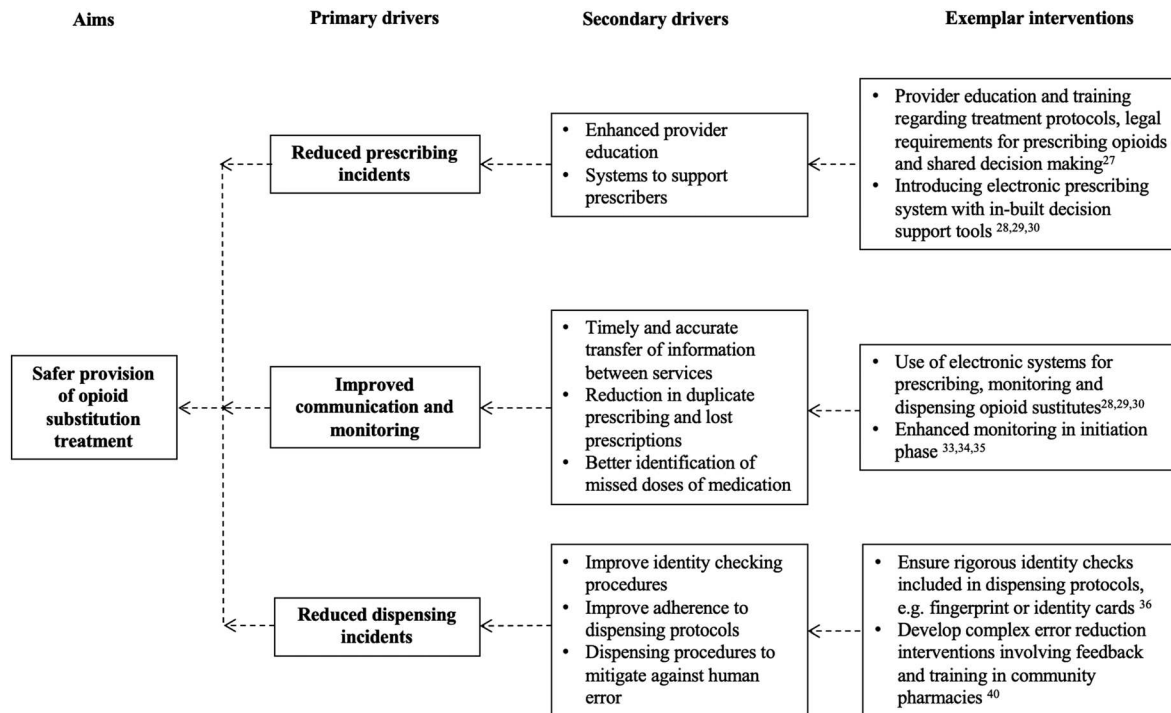 Aims
Primary drivers
Secondary drivers
Exemplar interventions
Safer provision
of opioid
substitution
treatment
Reduced prescribing
incidents
• Enhanced provider
education
• Systems to support
prescribers
• Provider education and training
regarding treatment protocols, legal
requirements for prescribing opioids
and shared decision making27
• Introducing electronic prescribing
system with in-built decision
support tools 28,29,30
Improved
communication and
monitoring
• Timely and accurate
transfer of information
between services
• Reduction in duplicate
prescribing and lost
prescriptions
• Better identification of
missed doses of medication
• Use of electronic systems for
prescribing, monitoring and
dispensing opioid sustitutes28,29,30
• Enhanced monitoring in initiation
phase 33,34,35
Reduced dispensing
incidents
• Improve identity checking
procedures
• Improve adherence to
dispensing protocols
• Dispensing procedures to
mitigate against human
error
• Ensure rigorous identity checks
included in dispensing protocols,
e.g. fingerprint or identity cards 36
• Develop complex error reduction
interventions involving feedback
and training in community
pharmacies 40